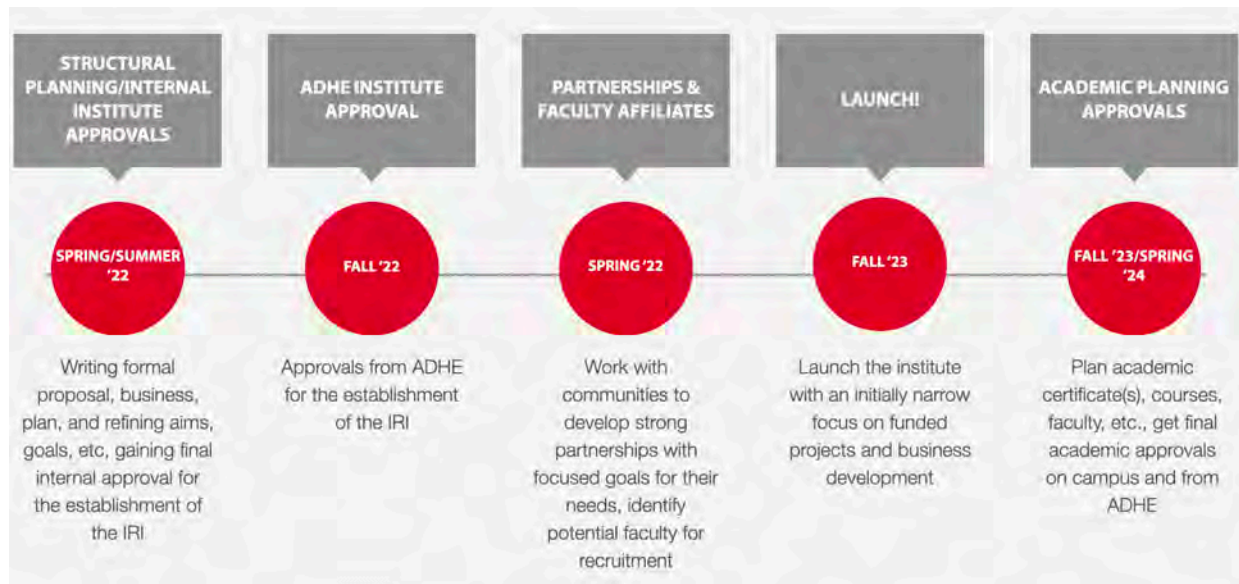 STRUCTURAL
PLANNING/INTERNAL
INSTITUTE
APPROVALS
ADHE INSTITUTE
APPROVAL
PARTNERSHIPS &
FACULTY AFFILIATES
LAUNCH!
ACADEMIC PLANNING
APPROVALS
SPRING/SUMMER
'22
FALL '22
SPRING '22
FALL '23
FALL '23/SPRING
'24
Writing formal
proposal, business,
plan, and refining aims,
goals, etc, gaining final
internal approval for
the establishment of
the IRI
Approvals from ADHE
for the establishment
of the IRI
Work with
communities to
develop strong
partnerships with
focused goals for their
needs, identify
potential faculty for
recruitment
Launch the institute
with an initially narrow
focus on funded
projects and business
development
Plan academic
certificate(s), courses,
faculty, etc., get final
academic approvals
on campus and from
ADHE